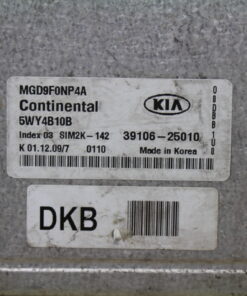 MGD9F0NP4A
Continental
KIA
5WY4B10B
Index 03 SIM2K-142
39106-25010
K 01.12.09/7 0110
Made in Korea
DKB